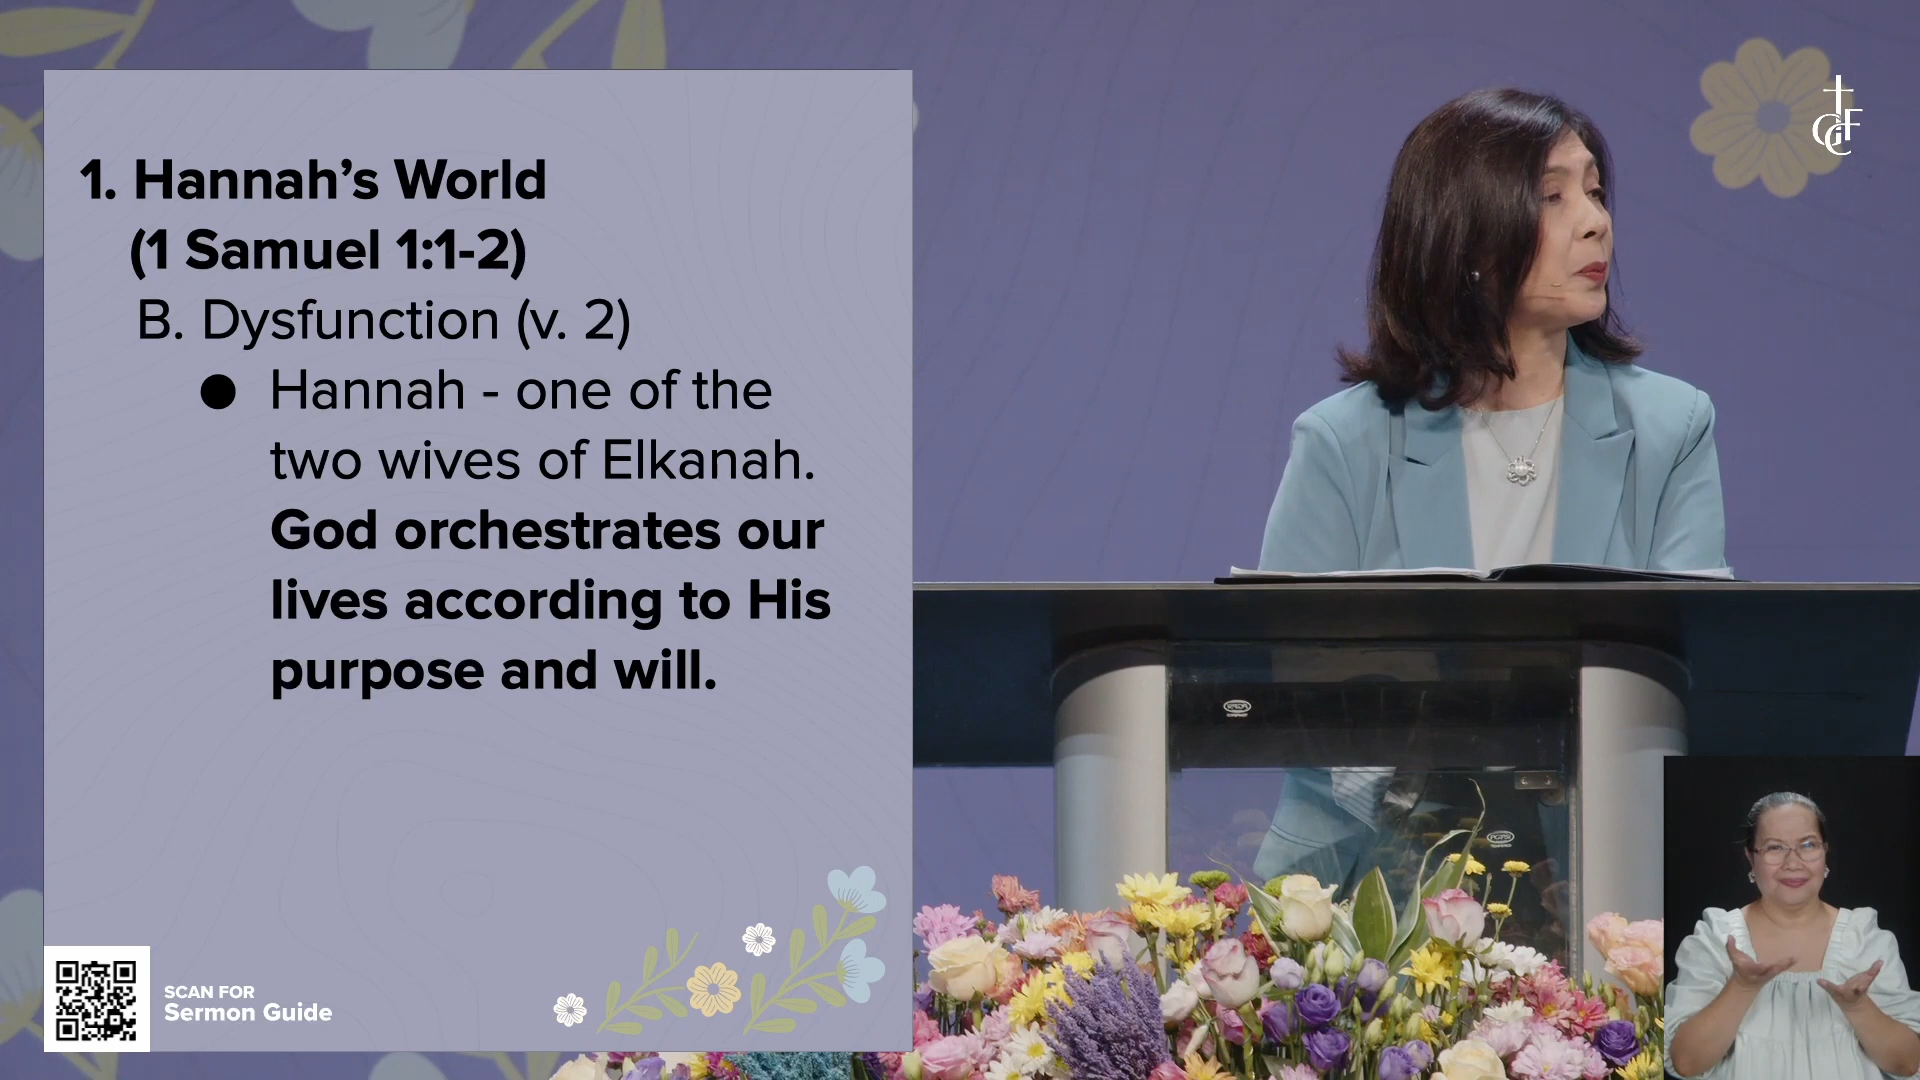 1. Hannah’s World
(1 Samuel 1:1-2)
B. Dysfunction (v. 2)
● Hannah - one of the
two wives of Elkanah.
God orchestrates our
lives according to His
purpose and will.
SCAN FOR
Sermon Guide
GCF